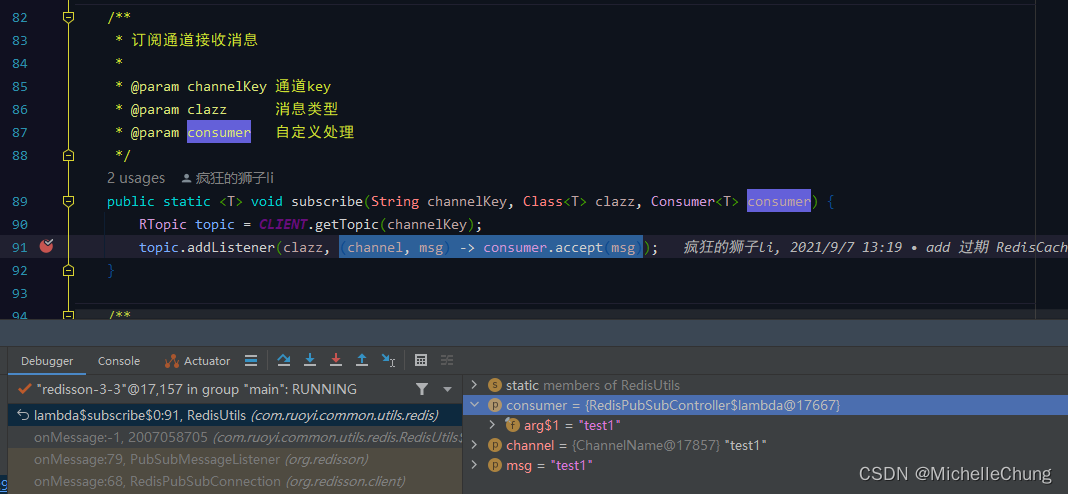 82 /**
83 * 订阅通道接收消息
84 *
85 * @param channelKey 通道key
86 * @param clazz 消息类型
87 * @param consumer 自定义处理
88 */
2 usages 疯狂的狮子li
89 public static <T> void subscribe(String channelKey, Class<T> clazz, Consumer<T> consumer) {
90 RTopic topic = CLIENT.getTopic(channelKey);
91 topic.addListener(clazz, (channel, msg) -> consumer.accept(msg)); 疯狂的狮子li, 2021/9/7 13:19 • add 过期 RedisCach
92 }
93
94 /**
Debugger Console Actuator
"redisson-3-3"@17,157 in group "main": RUNNING
lambda$subscribe$0:91, RedisUtils (com.ruoyi.common.utils.redis)
onMessage:-1, 2007058705 (com.ruoyi.common.utils.redis.RedisUtils$
onMessage:79, PubSubMessageListener (org.redisson)
onMessage:68, RedisPubSubConnection (org.redisson.client)
static members of RedisUtils
consumer = {RedisPubSubController$lambda@17667}
arg$1 = "test1"
channel = {ChannelName@17857} "test1"
msg = "test1"
CSDN @MichelleChung